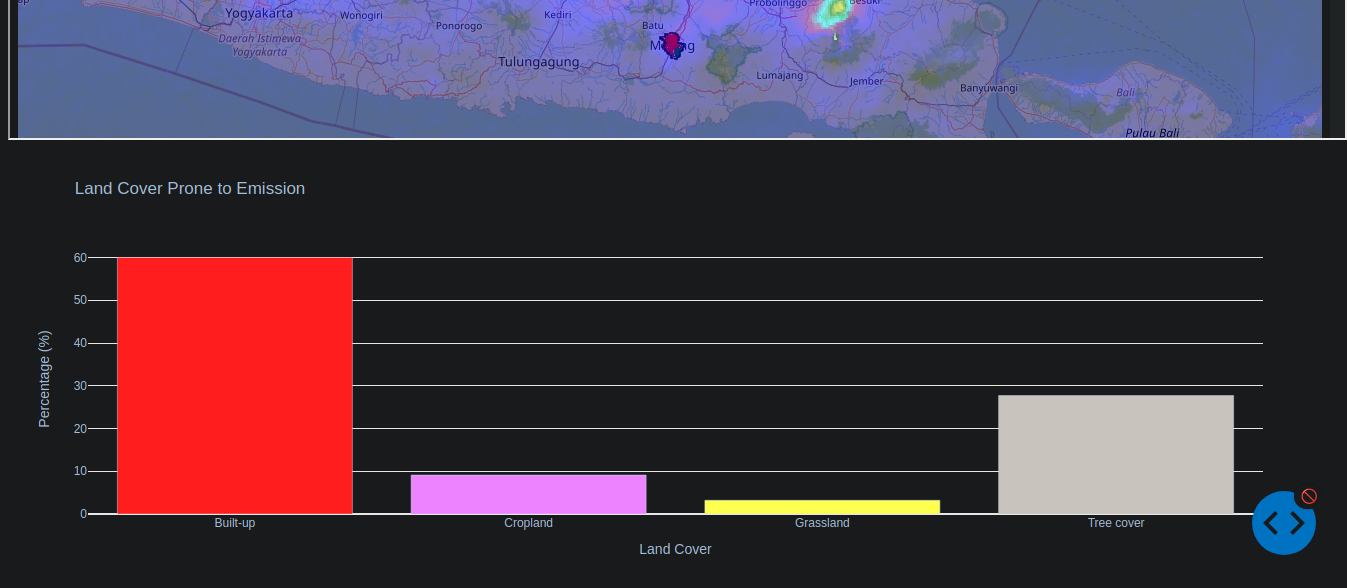 Yogyakarta
Wonogiri
Ponorogo
Kediri
Batu
Probolinggo
Besuki
Daerah Istimewa
Yogyakarta
Tulungagung
Lumajang
Jember
Banyuwangi
Bali
Pulau Bali
Land Cover Prone to Emission
60
50
40
30
20
10
0
Percentage (%)
Built-up
Cropland
Grassland
Tree cover
Land Cover